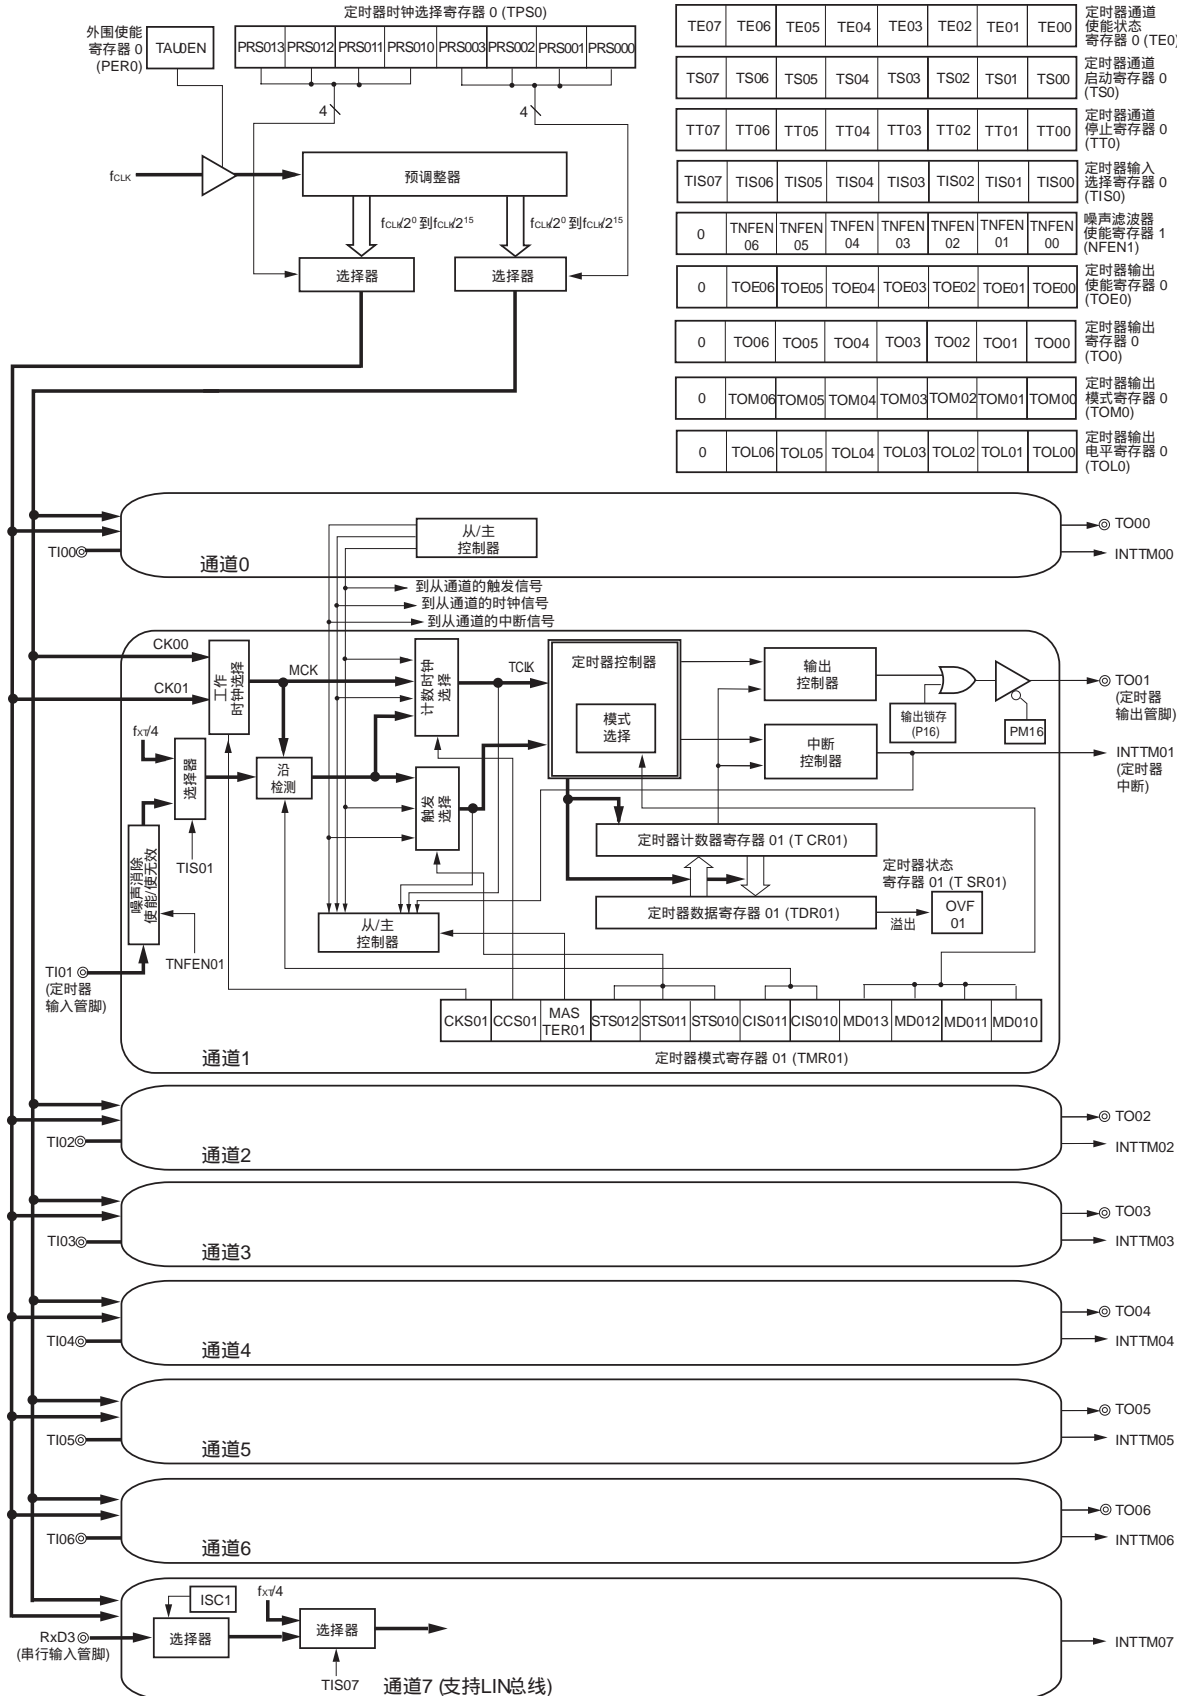 定时器时钟选择寄存器 0 (TPS0)
外围使能
寄存器 0
(PER0)
TAU0EN
PRS013 PRS012 PRS011 PRS010 PRS003 PRS002 PRS001 PRS000
4
4
fCLK
预调整器
fCLK/2⁰ 到fCLK/2¹⁵
fCLK/2⁰ 到fCLK/2¹⁵
选择器
选择器
TE07 TE06 TE05 TE04 TE03 TE02 TE01 TE00
定时器通道
使能状态
寄存器 0 (TE0)
TS07 TS06 TS05 TS04 TS03 TS02 TS01 TS00
定时器通道
启动寄存器 0
(TS0)
TT07 TT06 TT05 TT04 TT03 TT02 TT01 TT00
定时器通道
停止寄存器 0
(TT0)
TIS07 TIS06 TIS05 TIS04 TIS03 TIS02 TIS01 TIS00
定时器输入
选择寄存器 0
(TIS0)
0 TNFEN06 TNFEN05 TNFEN04 TNFEN03 TNFEN02 TNFEN01 TNFEN00
噪声滤波器
使能寄存器 1
(NFEN1)
0 TOE06 TOE05 TOE04 TOE03 TOE02 TOE01 TOE00
定时器输出
使能寄存器 0
(TOE0)
0 TO06 TO05 TO04 TO03 TO02 TO01 TO00
定时器输出
寄存器 0
(TO0)
0 TOM06 TOM05 TOM04 TOM03 TOM02 TOM01 TOM00
定时器输出
模式寄存器 0
(TOM0)
0 TOL06 TOL05 TOL04 TOL03 TOL02 TOL01 TOL00
定时器输出
电平寄存器 0
(TOL0)
TI00
通道0
从/主
控制器
TO00
INTTM00
到从通道的触发信号
到从通道的时钟信号
到从通道的中断信号
CK00
CK01
工作
时钟选择
MCK
计数时钟
选择
TCLK
定时器控制器
模式
选择
输出
控制器
输出锁存
(P16)
PM16
TO01
(定时器
输出管脚)
中断
控制器
INTTM01
(定时器
中断)
fXT/4
选择器
TIS01
沿
检测
触发
选择
噪声消除
使能/使无效
TNFEN01
TI01
(定时器
输入管脚)
从/主
控制器
定时器计数器寄存器 01 (T CR01)
定时器数据寄存器 01 (TDR01)
定时器状态
寄存器 01 (T SR01)
溢出
OVF
01
CKS01 CCS01 MASTER01 STS012 STS011 STS010 CIS011 CIS010 MD013 MD012 MD011 MD010
定时器模式寄存器 01 (TMR01)
通道1
TI02
通道2
TO02
INTTM02
TI03
通道3
TO03
INTTM03
TI04
通道4
TO04
INTTM04
TI05
通道5
TO05
INTTM05
TI06
通道6
TO06
INTTM06
ISC1
fXT/4
RxD3
(串行输入管脚)
选择器
选择器
TIS07
通道7 (支持LIN总线)
INTTM07